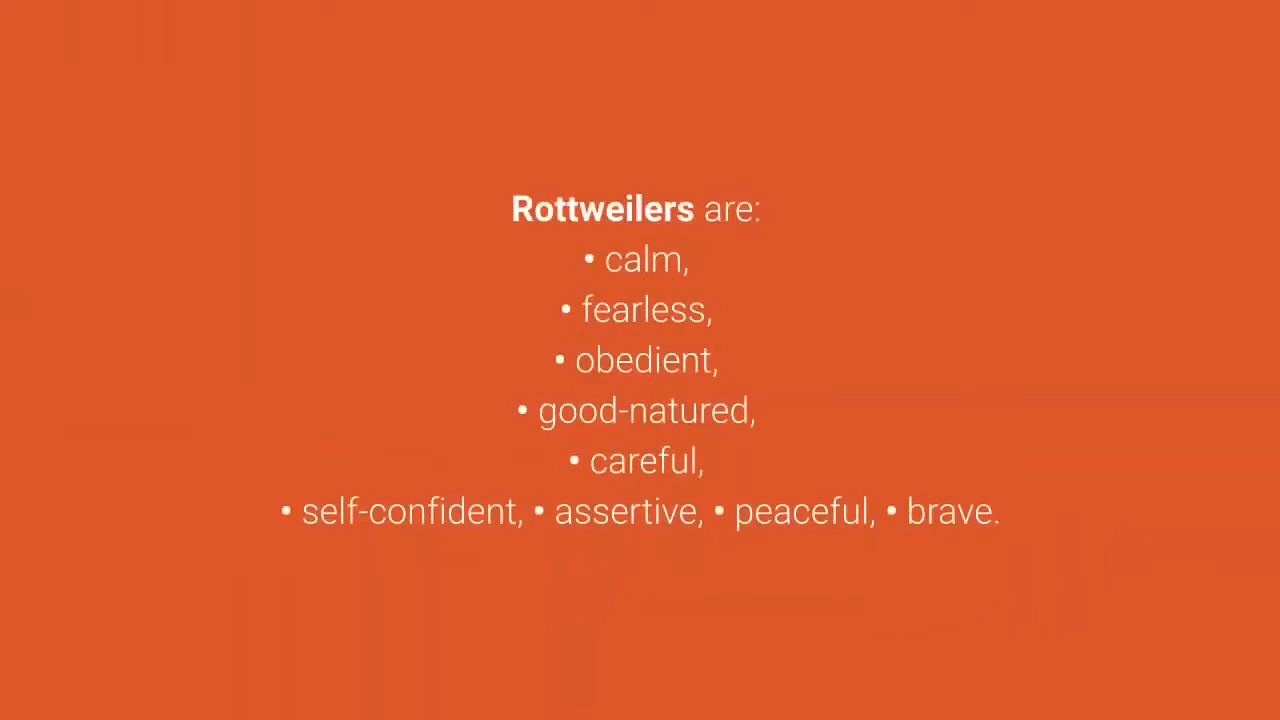 Rottweilers are:
• calm,
• fearless,
• obedient,
• good-natured,
• careful,
• self-confident, • assertive, • peaceful, • brave.